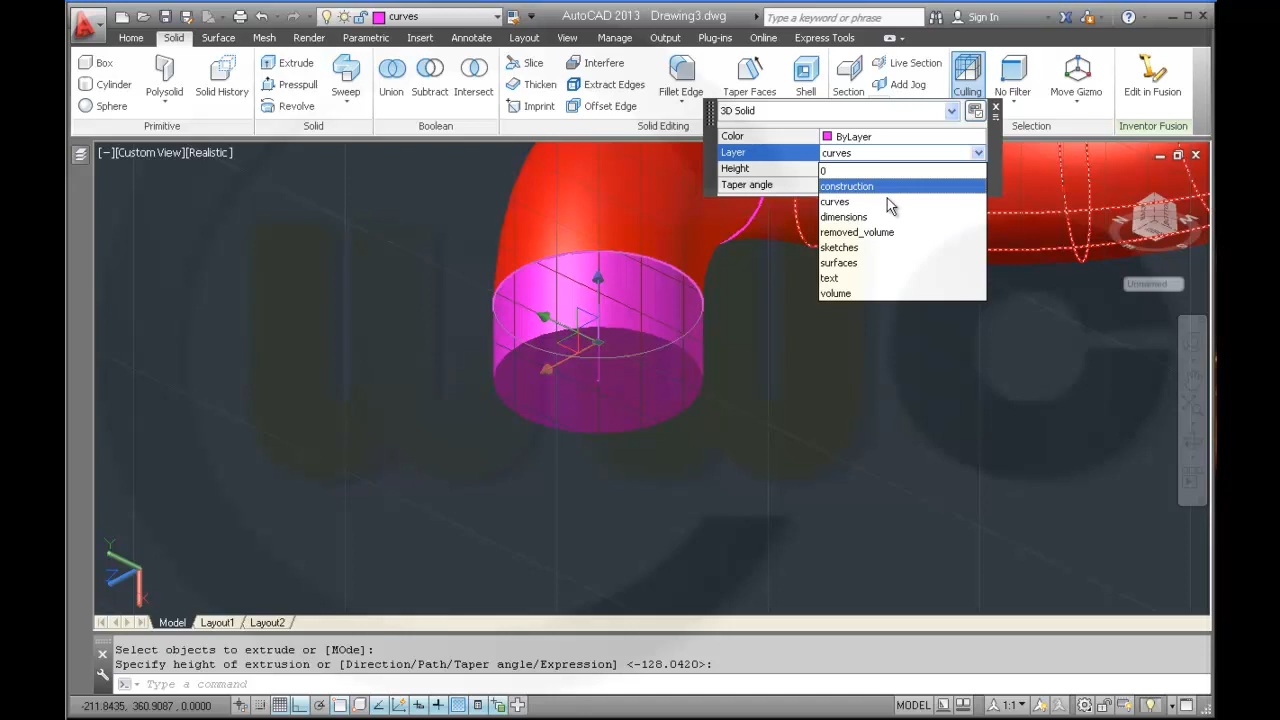 curves
AutoCAD 2013 Drawing3.dwg
Type a keyword or phrase
Sign In
Home Solid Surface Mesh Render Parametric Insert Annotate Layout View Manage Output Plug-ins Online Express Tools
Box
Cylinder
Sphere
Polysolid
Solid History
Primitive
Extrude
Presspull
Revolve
Sweep
Solid
Union
Subtract
Intersect
Boolean
Slice
Thicken
Imprint
Interfere
Extract Edges
Offset Edge
Fillet Edge
Taper Faces
Shell
Solid Editing
Section
Live Section
Add Jog
Culling
No Filter
Move Gizmo
Selection
Edit in Fusion
Inventor Fusion
3D Solid
Color ByLayer
Layer curves
Height
Taper angle
0
construction
curves
dimensions
removed_volume
sketches
surfaces
text
volume
[−][Custom View][Realistic]
Unnamed
Y
Z
X
Model Layout1 Layout2
Select objects to extrude or [MOde]:
Specify height of extrusion or [Direction/Path/Taper angle/Expression] <-128.0420>:
Type a command
-211.8435, 360.9087, 0.0000
MODEL
1:1